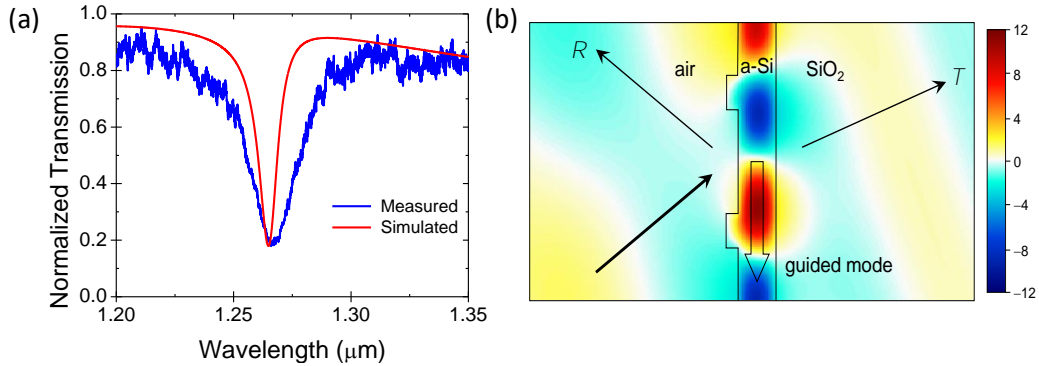 (a)
1.0
0.8
0.6
0.4
0.2
0.0
Normalized Transmission
Measured
Simulated
1.20 1.25 1.30 1.35
Wavelength (μm)
(b)
R
air
a-Si
SiO₂
T
guided mode
12
8
4
0
−4
−8
−12